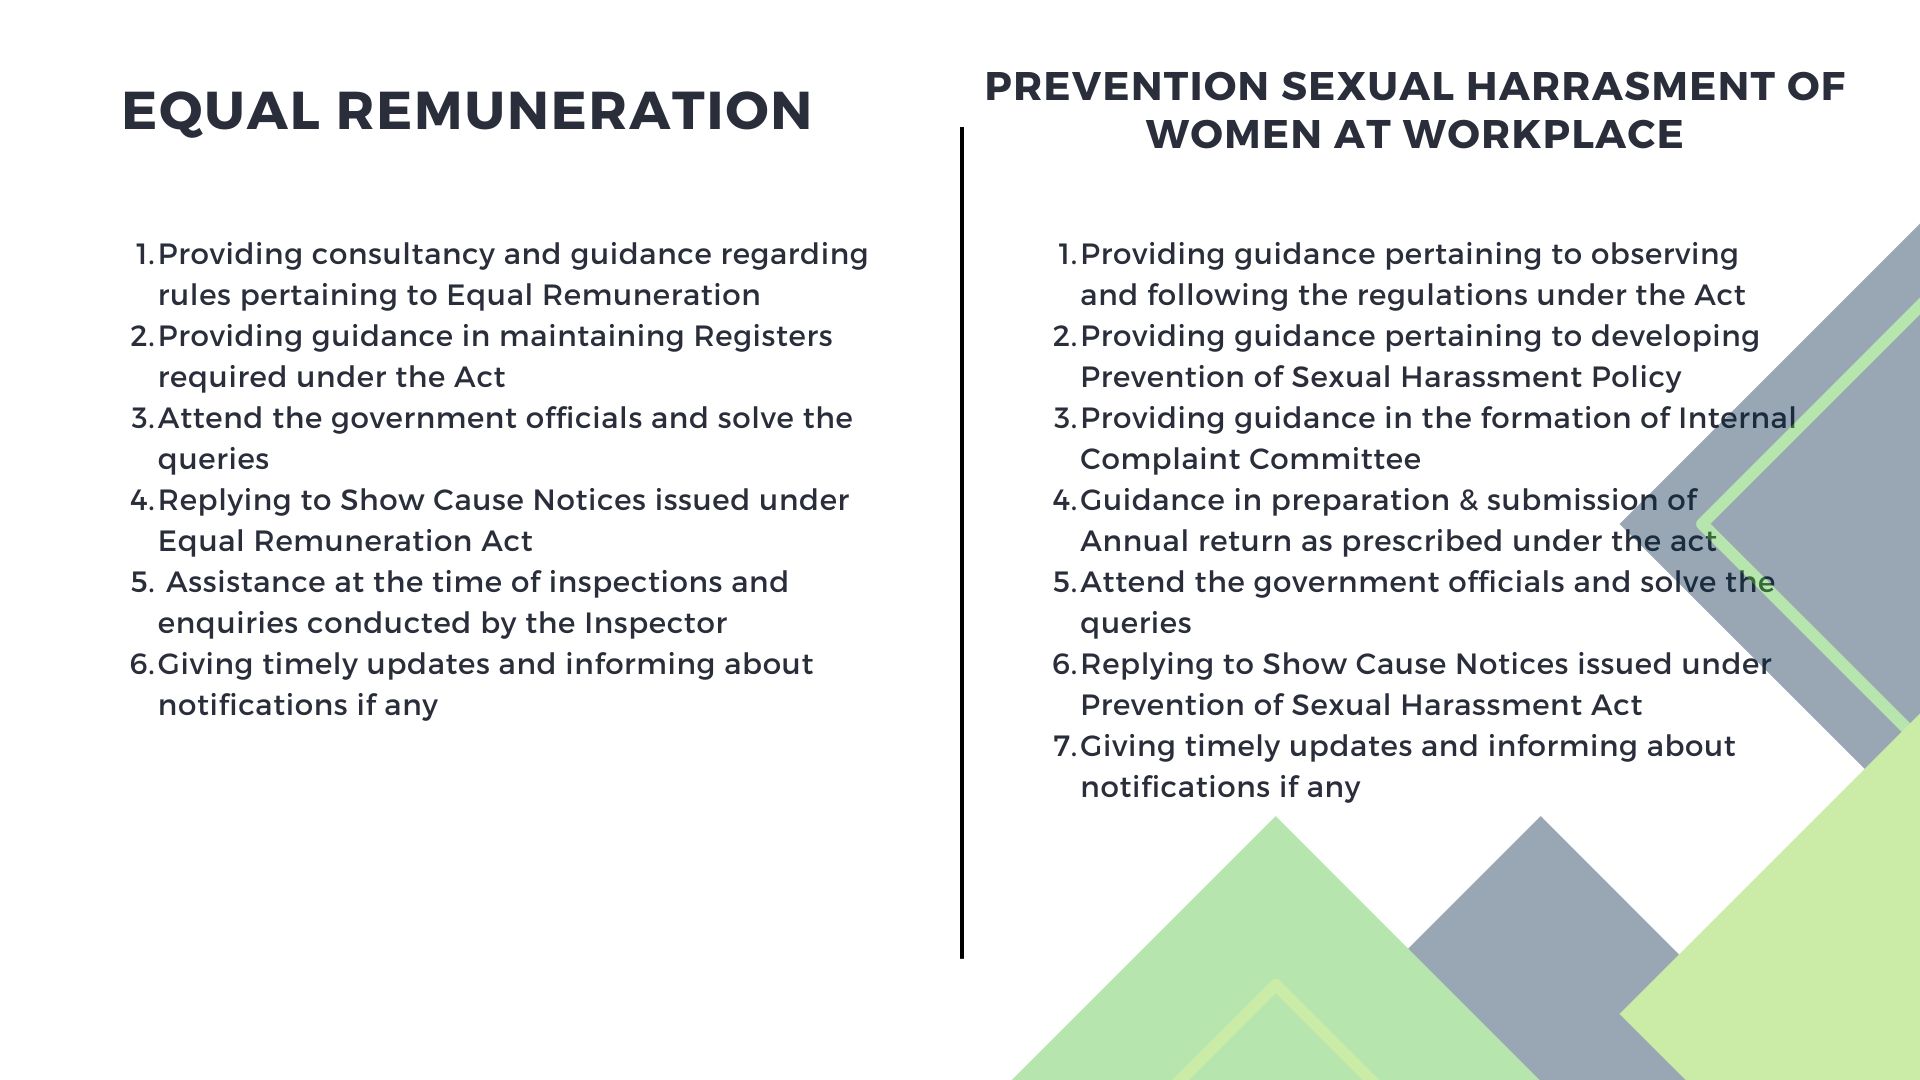 EQUAL REMUNERATION
1. Providing consultancy and guidance regarding
rules pertaining to Equal Remuneration
2. Providing guidance in maintaining Registers
required under the Act
3. Attend the government officials and solve the
queries
4. Replying to Show Cause Notices issued under
Equal Remuneration Act
5. Assistance at the time of inspections and
enquiries conducted by the Inspector
6. Giving timely updates and informing about
notifications if any
PREVENTION SEXUAL HARRASMENT OF
WOMEN AT WORKPLACE
1. Providing guidance pertaining to observing
and following the regulations under the Act
2. Providing guidance pertaining to developing
Prevention of Sexual Harassment Policy
3. Providing guidance in the formation of Internal
Complaint Committee
4. Guidance in preparation & submission of
Annual return as prescribed under the act
5. Attend the government officials and solve the
queries
6. Replying to Show Cause Notices issued under
Prevention of Sexual Harassment Act
7. Giving timely updates and informing about
notifications if any